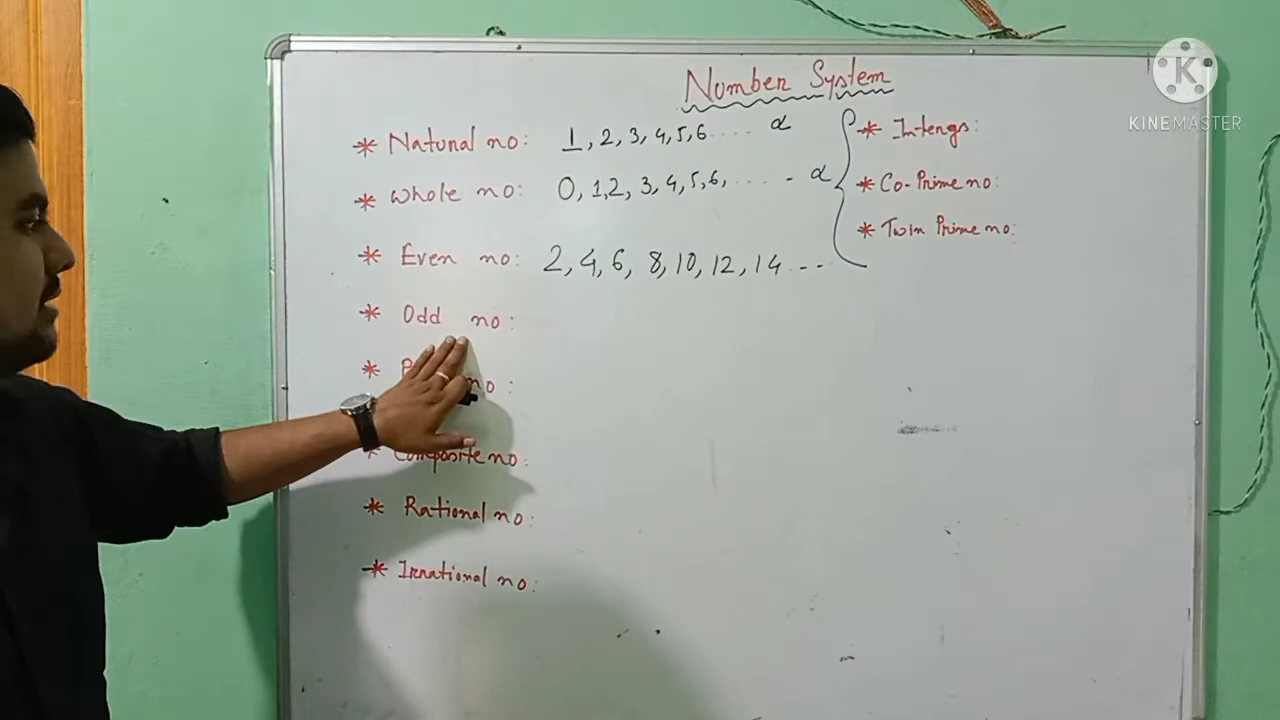 Number System
* Natural no: 1, 2, 3, 4, 5, 6 .... α
* Whole no: 0, 1, 2, 3, 4, 5, 6, .... - α
* Even no: 2, 4, 6, 8, 10, 12, 14 ---
* Odd no:
* no:
* Composite no:
* Rational no:
* Irrational no:
* Intengs:
* Co-Prime no:
* Twin Prime no:
K
KINEMASTER